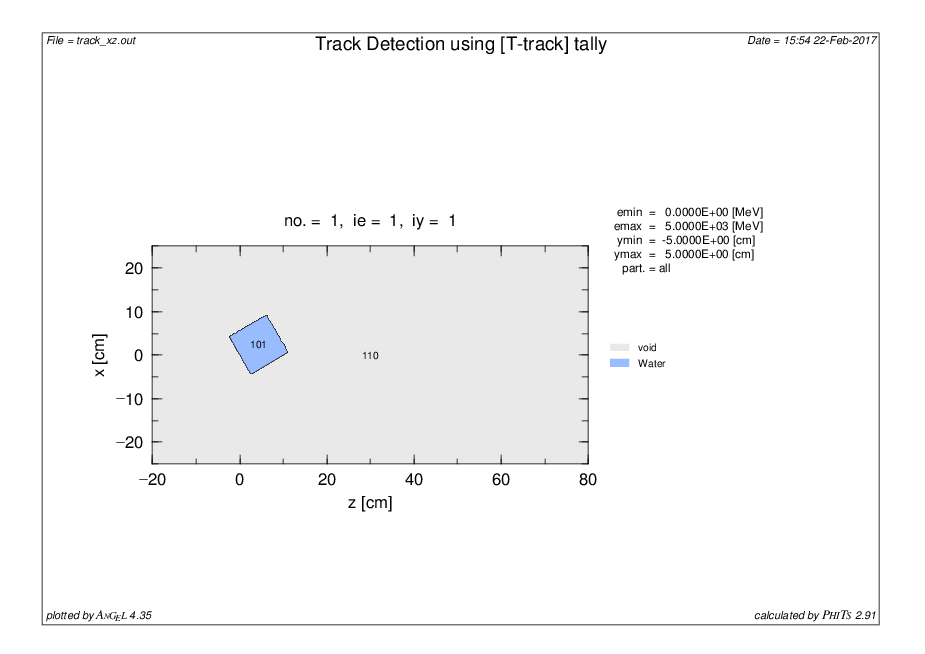 File = track_xz.out
Track Detection using [T-track] tally
Date = 15:54 22-Feb-2017
no. = 1, ie = 1, iy = 1
emin = 0.0000E+00 [MeV]
emax = 5.0000E+03 [MeV]
ymin = -5.0000E+00 [cm]
ymax = 5.0000E+00 [cm]
part. = all
20
10
0
−10
−20
x [cm]
101
110
void
Water
−20 0 20 40 60 80
z [cm]
plotted by ANGEL 4.35
calculated by PHITS 2.91